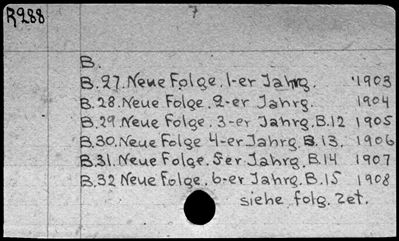 R288
7
B.
B.27. Neue Folge. 1-er Jahrg. 1903
B.28. Neue Folge. 2-er Jahrg. 1904
B.29. Neue Folge. 3-er Jahrg. B.12 1905
B.30. Neue Folge 4-er Jahrg. B.13. 1906
B.31. Neue Folge. 5er Jahrg. B.14 1907
B.32 Neue Folge. 6-er Jahrg. B.15 1908
siehe folg. Zet.